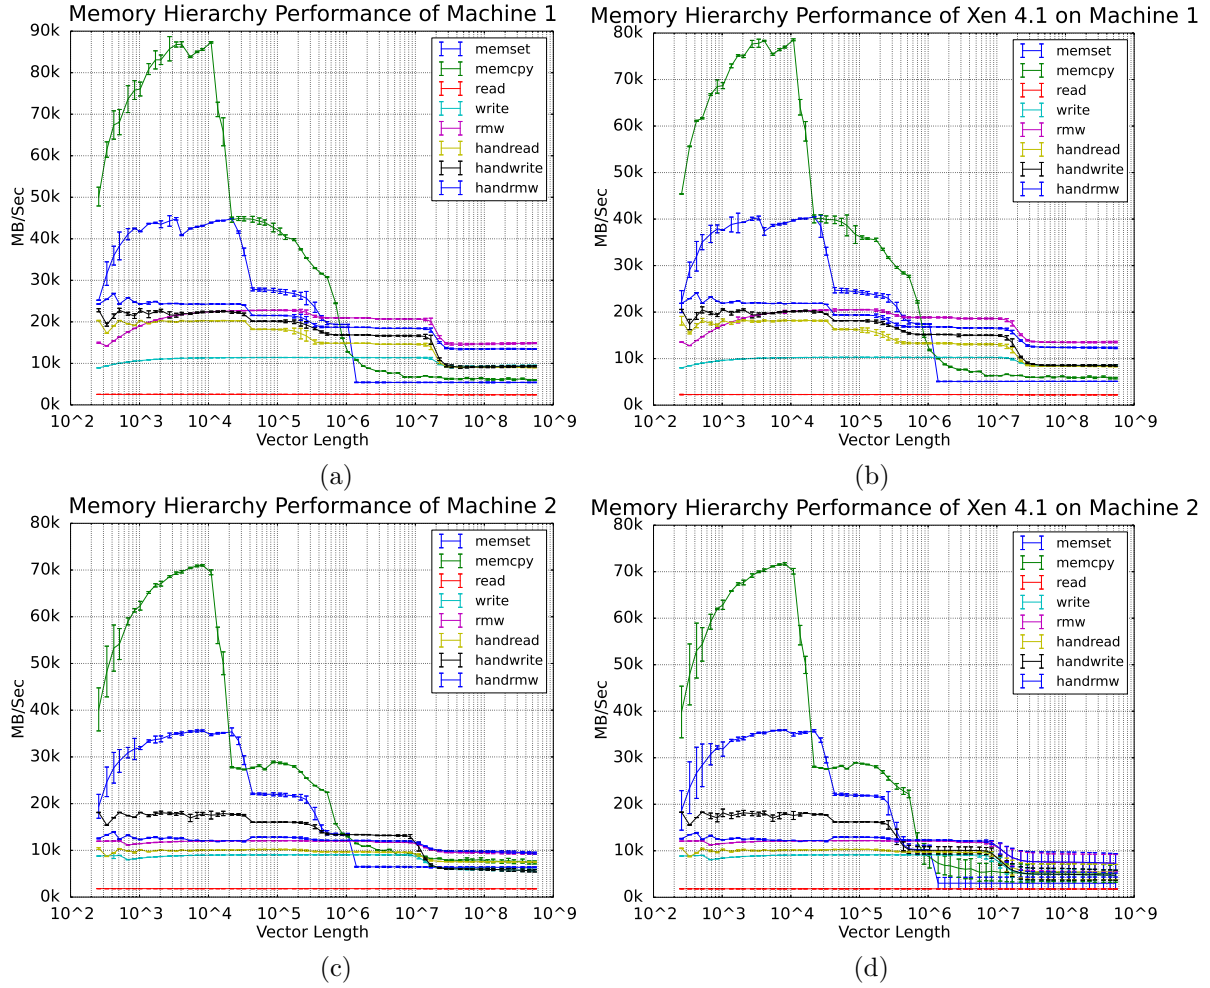 Memory Hierarchy Performance of Machine 1
90k
80k
70k
60k
50k
40k
30k
20k
10k
0k
MB/Sec
10^2 10^3 10^4 10^5 10^6 10^7 10^8 10^9
Vector Length
memset
memcpy
read
write
rmw
handread
handwrite
handrmw
(a)
Memory Hierarchy Performance of Xen 4.1 on Machine 1
80k
70k
60k
50k
40k
30k
20k
10k
0k
MB/Sec
10^2 10^3 10^4 10^5 10^6 10^7 10^8 10^9
Vector Length
memset
memcpy
read
write
rmw
handread
handwrite
handrmw
(b)
Memory Hierarchy Performance of Machine 2
80k
70k
60k
50k
40k
30k
20k
10k
0k
MB/Sec
10^2 10^3 10^4 10^5 10^6 10^7 10^8 10^9
Vector Length
memset
memcpy
read
write
rmw
handread
handwrite
handrmw
(c)
Memory Hierarchy Performance of Xen 4.1 on Machine 2
80k
70k
60k
50k
40k
30k
20k
10k
0k
MB/Sec
10^2 10^3 10^4 10^5 10^6 10^7 10^8 10^9
Vector Length
memset
memcpy
read
write
rmw
handread
handwrite
handrmw
(d)